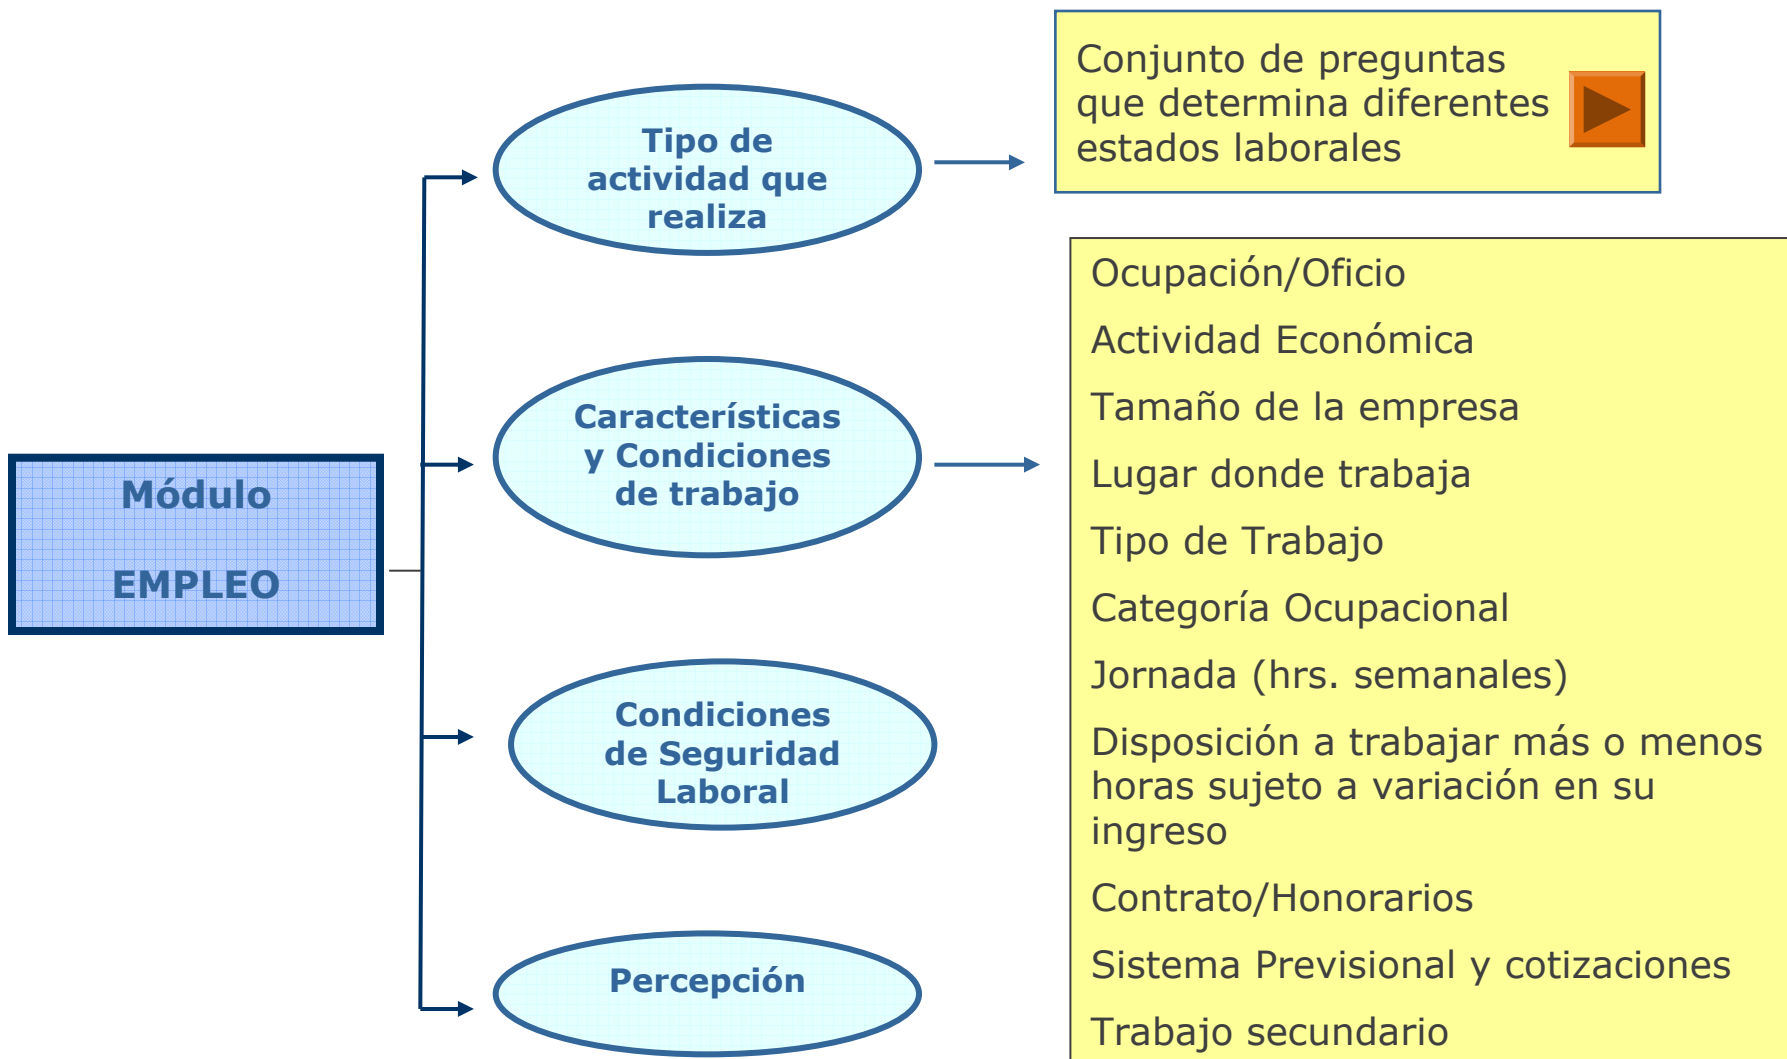 Módulo
EMPLEO
Tipo de
actividad que
realiza
Conjunto de preguntas
que determina diferentes
estados laborales
Características
y Condiciones
de trabajo
Ocupación/Oficio
Actividad Económica
Tamaño de la empresa
Lugar donde trabaja
Tipo de Trabajo
Categoría Ocupacional
Jornada (hrs. semanales)
Disposición a trabajar más o menos
horas sujeto a variación en su
ingreso
Contrato/Honorarios
Sistema Previsional y cotizaciones
Trabajo secundario
Condiciones
de Seguridad
Laboral
Percepción